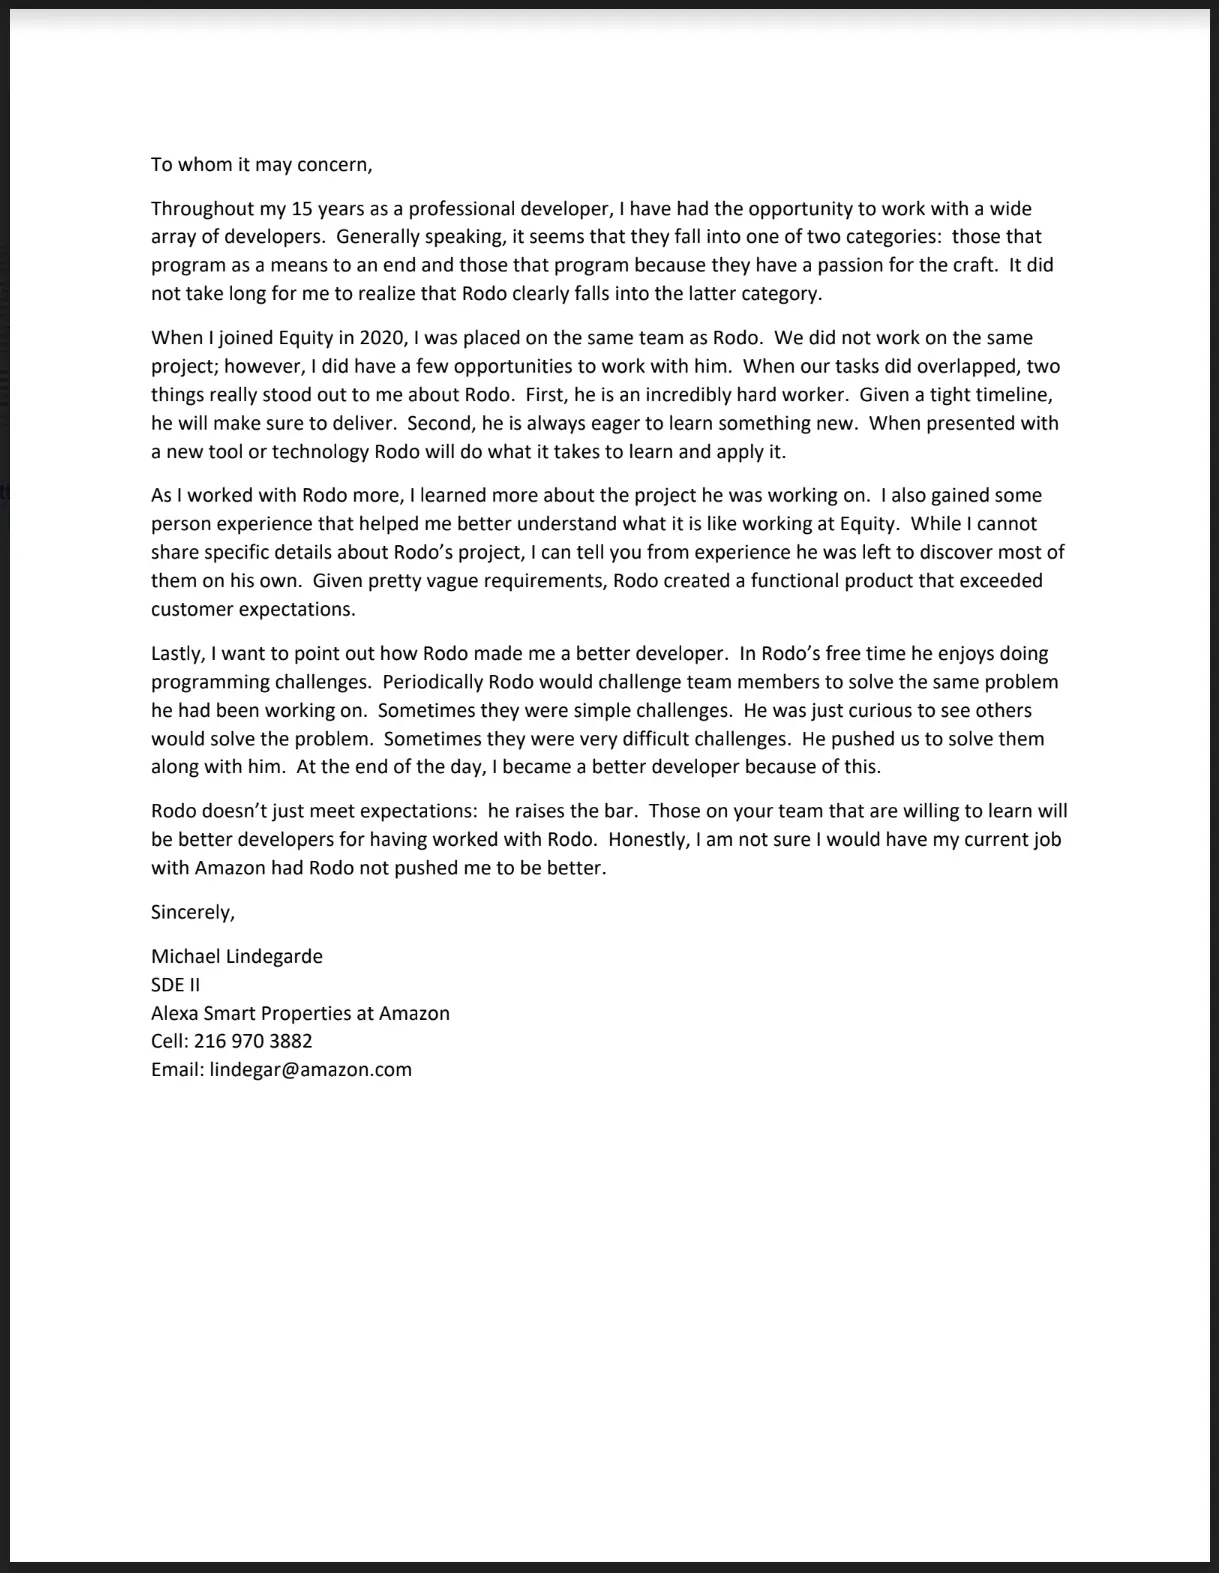 To whom it may concern,
Throughout my 15 years as a professional developer, I have had the opportunity to work with a wide
array of developers.  Generally speaking, it seems that they fall into one of two categories:  those that
program as a means to an end and those that program because they have a passion for the craft.  It did
not take long for me to realize that Rodo clearly falls into the latter category.
When I joined Equity in 2020, I was placed on the same team as Rodo.  We did not work on the same
project; however, I did have a few opportunities to work with him.  When our tasks did overlapped, two
things really stood out to me about Rodo.  First, he is an incredibly hard worker.  Given a tight timeline,
he will make sure to deliver.  Second, he is always eager to learn something new.  When presented with
a new tool or technology Rodo will do what it takes to learn and apply it.
As I worked with Rodo more, I learned more about the project he was working on.  I also gained some
person experience that helped me better understand what it is like working at Equity.  While I cannot
share specific details about Rodo’s project, I can tell you from experience he was left to discover most of
them on his own.  Given pretty vague requirements, Rodo created a functional product that exceeded
customer expectations.
Lastly, I want to point out how Rodo made me a better developer.  In Rodo’s free time he enjoys doing
programming challenges.  Periodically Rodo would challenge team members to solve the same problem
he had been working on.  Sometimes they were simple challenges.  He was just curious to see others
would solve the problem.  Sometimes they were very difficult challenges.  He pushed us to solve them
along with him.  At the end of the day, I became a better developer because of this.
Rodo doesn’t just meet expectations:  he raises the bar.  Those on your team that are willing to learn will
be better developers for having worked with Rodo.  Honestly, I am not sure I would have my current job
with Amazon had Rodo not pushed me to be better.
Sincerely,
Michael Lindegarde
SDE II
Alexa Smart Properties at Amazon
Cell: 216 970 3882
Email: lindegar@amazon.com